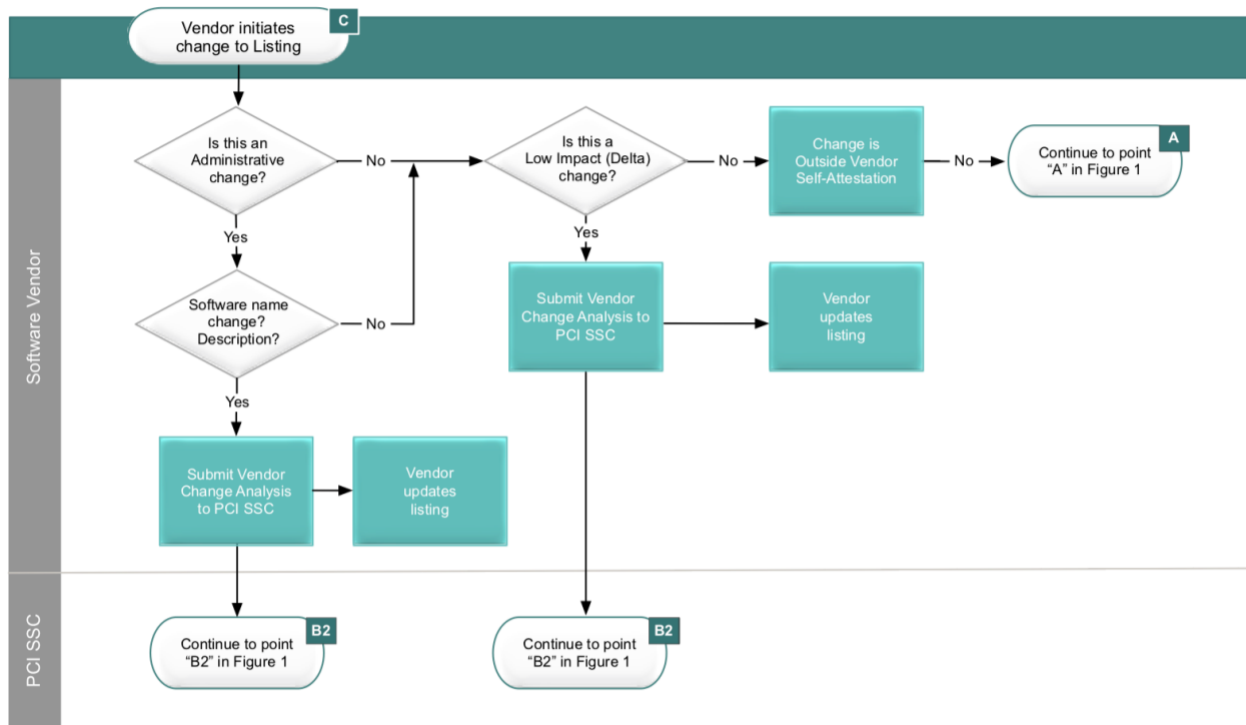 C
Vendor initiates
change to Listing
Software Vendor
Is this an
Administrative
change?
No
Is this a
Low Impact (Delta)
change?
No
Change is
Outside Vendor
Self-Attestation
No
A
Continue to point
“A” in Figure 1
Yes
Yes
Software name
change?
Description?
No
Submit Vendor
Change Analysis to
PCI SSC
Vendor
updates
listing
Yes
Submit Vendor
Change Analysis
to PCI SSC
Vendor
updates
listing
PCI SSC
B2
Continue to point
“B2” in Figure 1
B2
Continue to point
“B2” in Figure 1